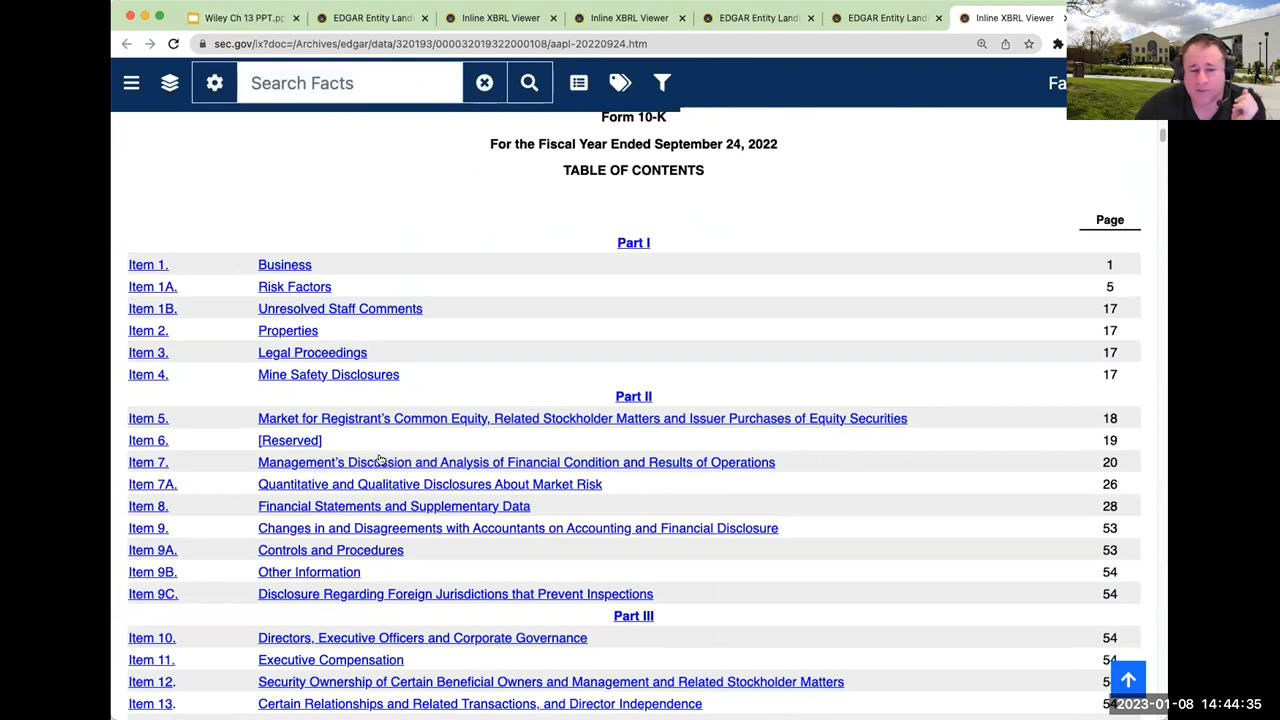 Wiley Ch 13 PPT.pp
EDGAR Entity Land
Inline XBRL Viewer
Inline XBRL Viewer
EDGAR Entity Landi
EDGAR Entity Landi
Inline XBRL Viewer
sec.gov/ix?doc=/Archives/edgar/data/320193/000032019322000108/aapl-20220924.htm
Search Facts
Fa
Form 10-K
For the Fiscal Year Ended September 24, 2022
TABLE OF CONTENTS
Page
Part I
Item 1. Business 1
Item 1A. Risk Factors 5
Item 1B. Unresolved Staff Comments 17
Item 2. Properties 17
Item 3. Legal Proceedings 17
Item 4. Mine Safety Disclosures 17
Part II
Item 5. Market for Registrant's Common Equity, Related Stockholder Matters and Issuer Purchases of Equity Securities 18
Item 6. [Reserved] 19
Item 7. Management's Discussion and Analysis of Financial Condition and Results of Operations 20
Item 7A. Quantitative and Qualitative Disclosures About Market Risk 26
Item 8. Financial Statements and Supplementary Data 28
Item 9. Changes in and Disagreements with Accountants on Accounting and Financial Disclosure 53
Item 9A. Controls and Procedures 53
Item 9B. Other Information 54
Item 9C. Disclosure Regarding Foreign Jurisdictions that Prevent Inspections 54
Part III
Item 10. Directors, Executive Officers and Corporate Governance 54
Item 11. Executive Compensation 54
Item 12. Security Ownership of Certain Beneficial Owners and Management and Related Stockholder Matters
Item 13. Certain Relationships and Related Transactions, and Director Independence 54
2023-01-08 14:44:35